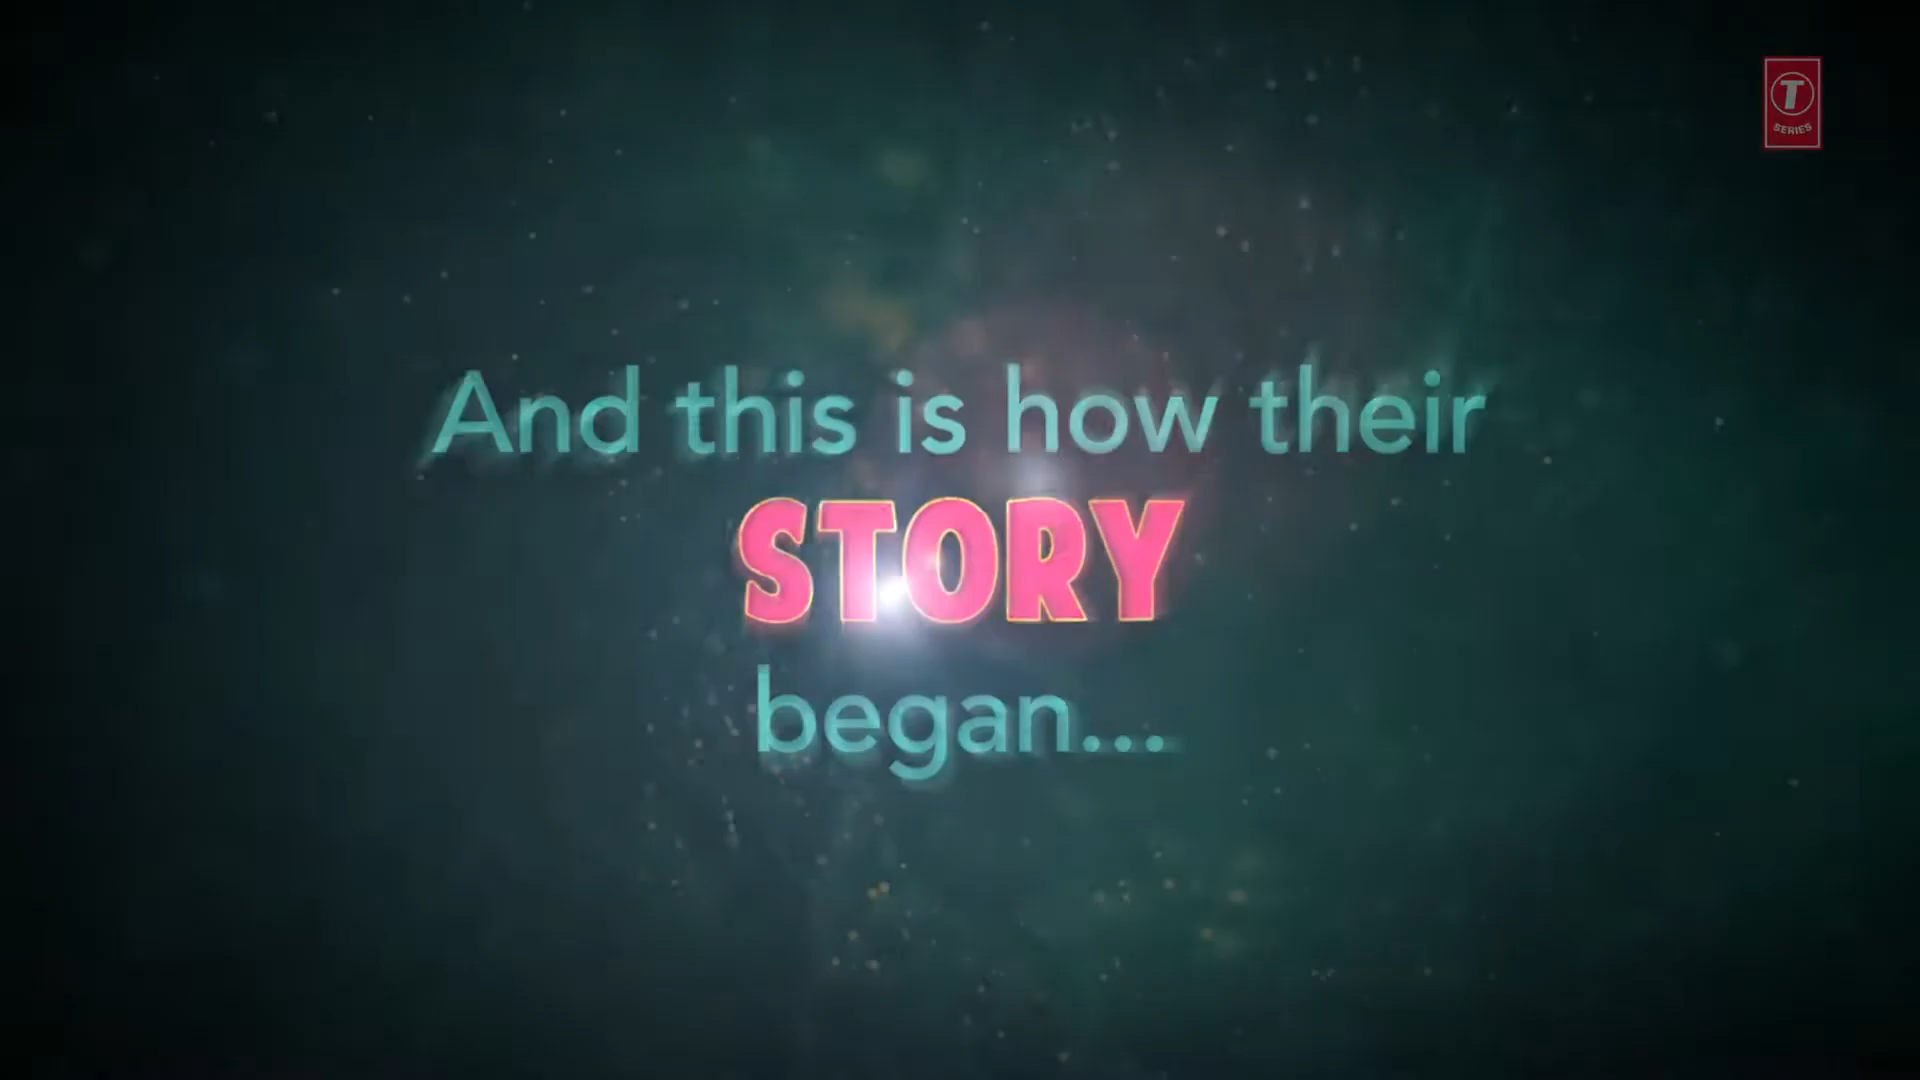 T
SERIES
And this is how their
STORY
began...